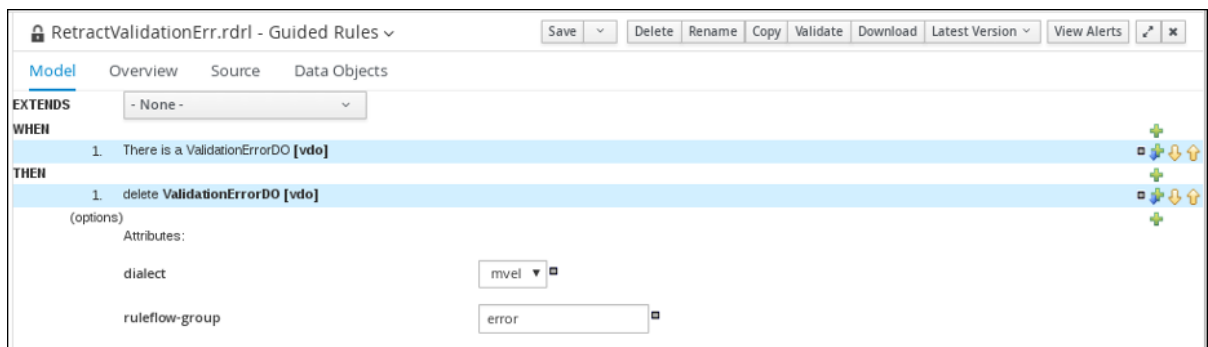 RetractValidationErr.rdrl - Guided Rules Save Delete Rename Copy Validate Download Latest Version View Alerts
Model Overview Source Data Objects
EXTENDS - None -
WHEN
1. There is a ValidationErrorDO [vdo]
THEN
1. delete ValidationErrorDO [vdo]
(options)
Attributes:
dialect mvel
ruleflow-group error